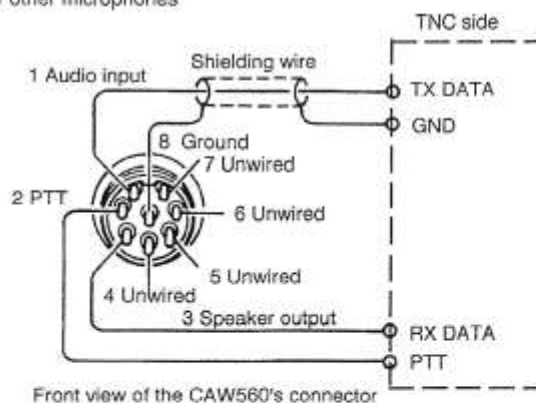 other microphones
TNC side
Shielding wire
1 Audio input
TX DATA
GND
8 Ground
7 Unwired
2 PTT
6 Unwired
5 Unwired
4 Unwired
3 Speaker output
RX DATA
PTT
Front view of the CAW560's connector